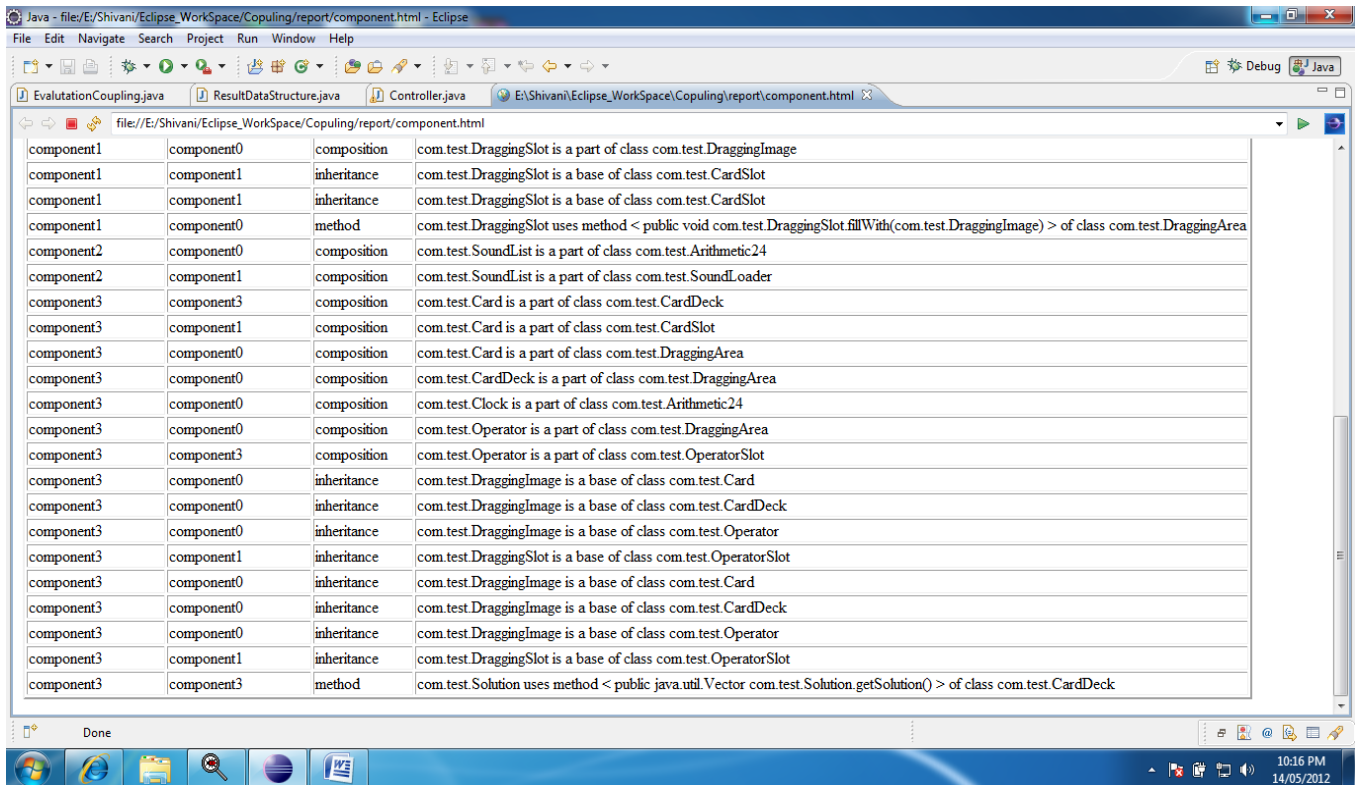 Java - file:/E:/Shivani/Eclipse_WorkSpace/Copuling/report/component.html - Eclipse
File Edit Navigate Search Project Run Window Help
Debug Java
EvalutationCoupling.java ResultDataStructure.java Controller.java E:\Shivani\Eclipse_WorkSpace\Copuling\report\component.html
file://E:/Shivani/Eclipse_WorkSpace/Copuling/report/component.html
component1 component0 composition com.test.DraggingSlot is a part of class com.test.DraggingImage
component1 component1 inheritance com.test.DraggingSlot is a base of class com.test.CardSlot
component1 component1 inheritance com.test.DraggingSlot is a base of class com.test.CardSlot
component1 component0 method com.test.DraggingSlot uses method < public void com.test.DraggingSlot.fillWith(com.test.DraggingImage) > of class com.test.DraggingArea
component2 component0 composition com.test.SoundList is a part of class com.test.Arithmetic24
component2 component1 composition com.test.SoundList is a part of class com.test.SoundLoader
component3 component3 composition com.test.Card is a part of class com.test.CardDeck
component3 component1 composition com.test.Card is a part of class com.test.CardSlot
component3 component0 composition com.test.Card is a part of class com.test.DraggingArea
component3 component0 composition com.test.CardDeck is a part of class com.test.DraggingArea
component3 component0 composition com.test.Clock is a part of class com.test.Arithmetic24
component3 component0 composition com.test.Operator is a part of class com.test.DraggingArea
component3 component3 composition com.test.Operator is a part of class com.test.OperatorSlot
component3 component0 inheritance com.test.DraggingImage is a base of class com.test.Card
component3 component0 inheritance com.test.DraggingImage is a base of class com.test.CardDeck
component3 component0 inheritance com.test.DraggingImage is a base of class com.test.Operator
component3 component1 inheritance com.test.DraggingSlot is a base of class com.test.OperatorSlot
component3 component0 inheritance com.test.DraggingImage is a base of class com.test.Card
component3 component0 inheritance com.test.DraggingImage is a base of class com.test.CardDeck
component3 component0 inheritance com.test.DraggingImage is a base of class com.test.Operator
component3 component1 inheritance com.test.DraggingSlot is a base of class com.test.OperatorSlot
component3 component3 method com.test.Solution uses method < public java.util.Vector com.test.Solution.getSolution() > of class com.test.CardDeck
Done
10:16 PM
14/05/2012